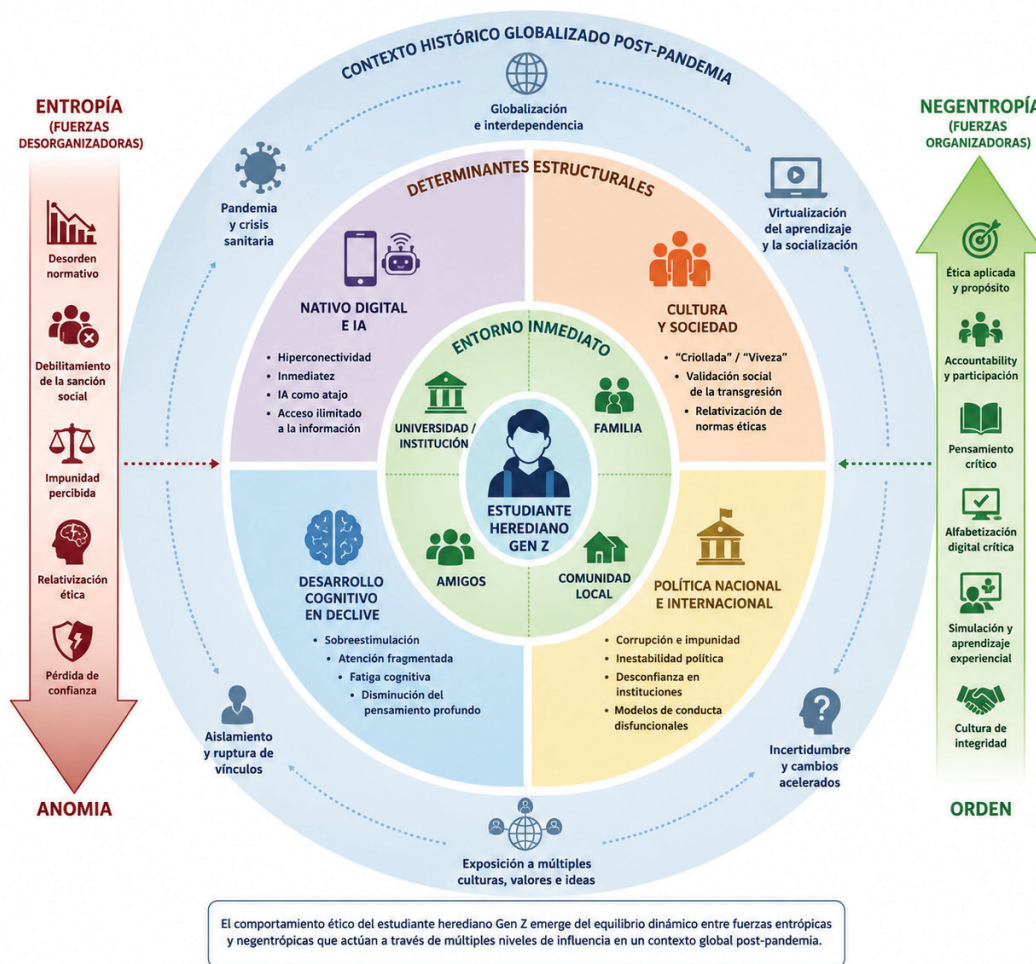 CONTEXTO HISTÓRICO GLOBALIZADO POST-PANDEMIA
ENTROPÍA
(FUERZAS
DESORGANIZADORAS)
Desorden
normativo
Debilitamiento
de la sanción
social
Impunidad
percibida
Relativización
ética
Pérdida de
confianza
ANOMIA
Globalización
e interdependencia
Pandemia
y crisis
sanitaria
Virtualización
del aprendizaje
y la socialización
DETERMINANTES ESTRUCTURALES
NATIVO DIGITAL
E IA
• Hiperconectividad
• Inmediatez
• IA como atajo
• Acceso ilimitado
a la información
CULTURA
Y SOCIEDAD
• “Criollada” / “Viveza”
• Validación social
de la transgresión
• Relativización de
normas éticas
ENTORNO INMEDIATO
UNIVERSIDAD /
INSTITUCIÓN
FAMILIA
ESTUDIANTE
HEREDIANO
GEN Z
AMIGOS
COMUNIDAD
LOCAL
DESARROLLO
COGNITIVO
EN DECLIVE
• Sobreestimulación
• Atención fragmentada
• Fatiga cognitiva
• Disminución del
pensamiento profundo
POLÍTICA NACIONAL
E INTERNACIONAL
• Corrupción e impunidad
• Inestabilidad política
• Desconfianza en
instituciones
• Modelos de conducta
disfuncionales
Aislamiento
y ruptura de
vínculos
Incertidumbre
y cambios
acelerados
Exposición a múltiples
culturas, valores e ideas
NEGENTROPÍA
(FUERZAS
ORGANIZADORAS)
Ética aplicada
y propósito
Accountability
y participación
Pensamiento
crítico
Alfabetización
digital crítica
Simulación y
aprendizaje
experiencial
Cultura de
integridad
ORDEN
El comportamiento ético del estudiante herediano Gen Z emerge del equilibrio dinámico entre fuerzas entrópicas
y negentrópicas que actúan a través de múltiples niveles de influencia en un contexto global post-pandemia.